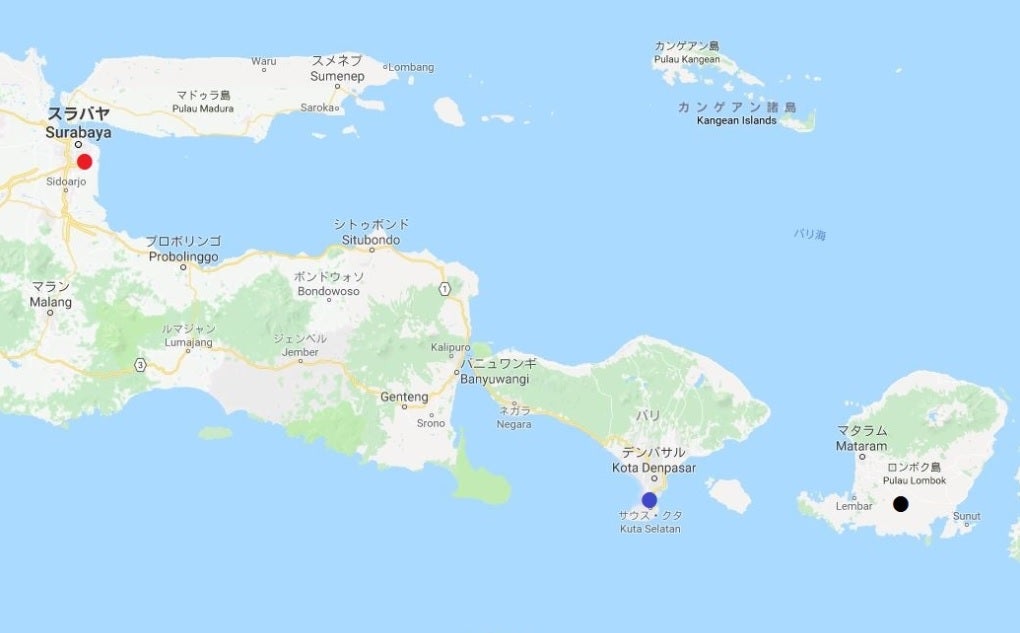 カンゲアン島
Pulau Kangean
Waru
スメネプ
Sumenep
Lombang
マドゥラ島
Pulau Madura
Saroka
カンゲアン諸島
Kangean Islands
スラバヤ
Surabaya
Sidoarjo
シトゥボンド
Situbondo
バリ海
プロボリンゴ
Probolinggo
ボンドウォソ
Bondowoso
マラン
Malang
1
ルマジャン
Lumajang
ジェンベル
Jember
Kalipuro
3
バニュワンギ
Banyuwangi
Genteng
ネガラ
Negara
Srono
バリ
マタラム
Mataram
デンパサル
Kota Denpasar
ロンボク島
Pulau Lombok
Lembar
サウス・クタ
Kuta Selatan
Sunut